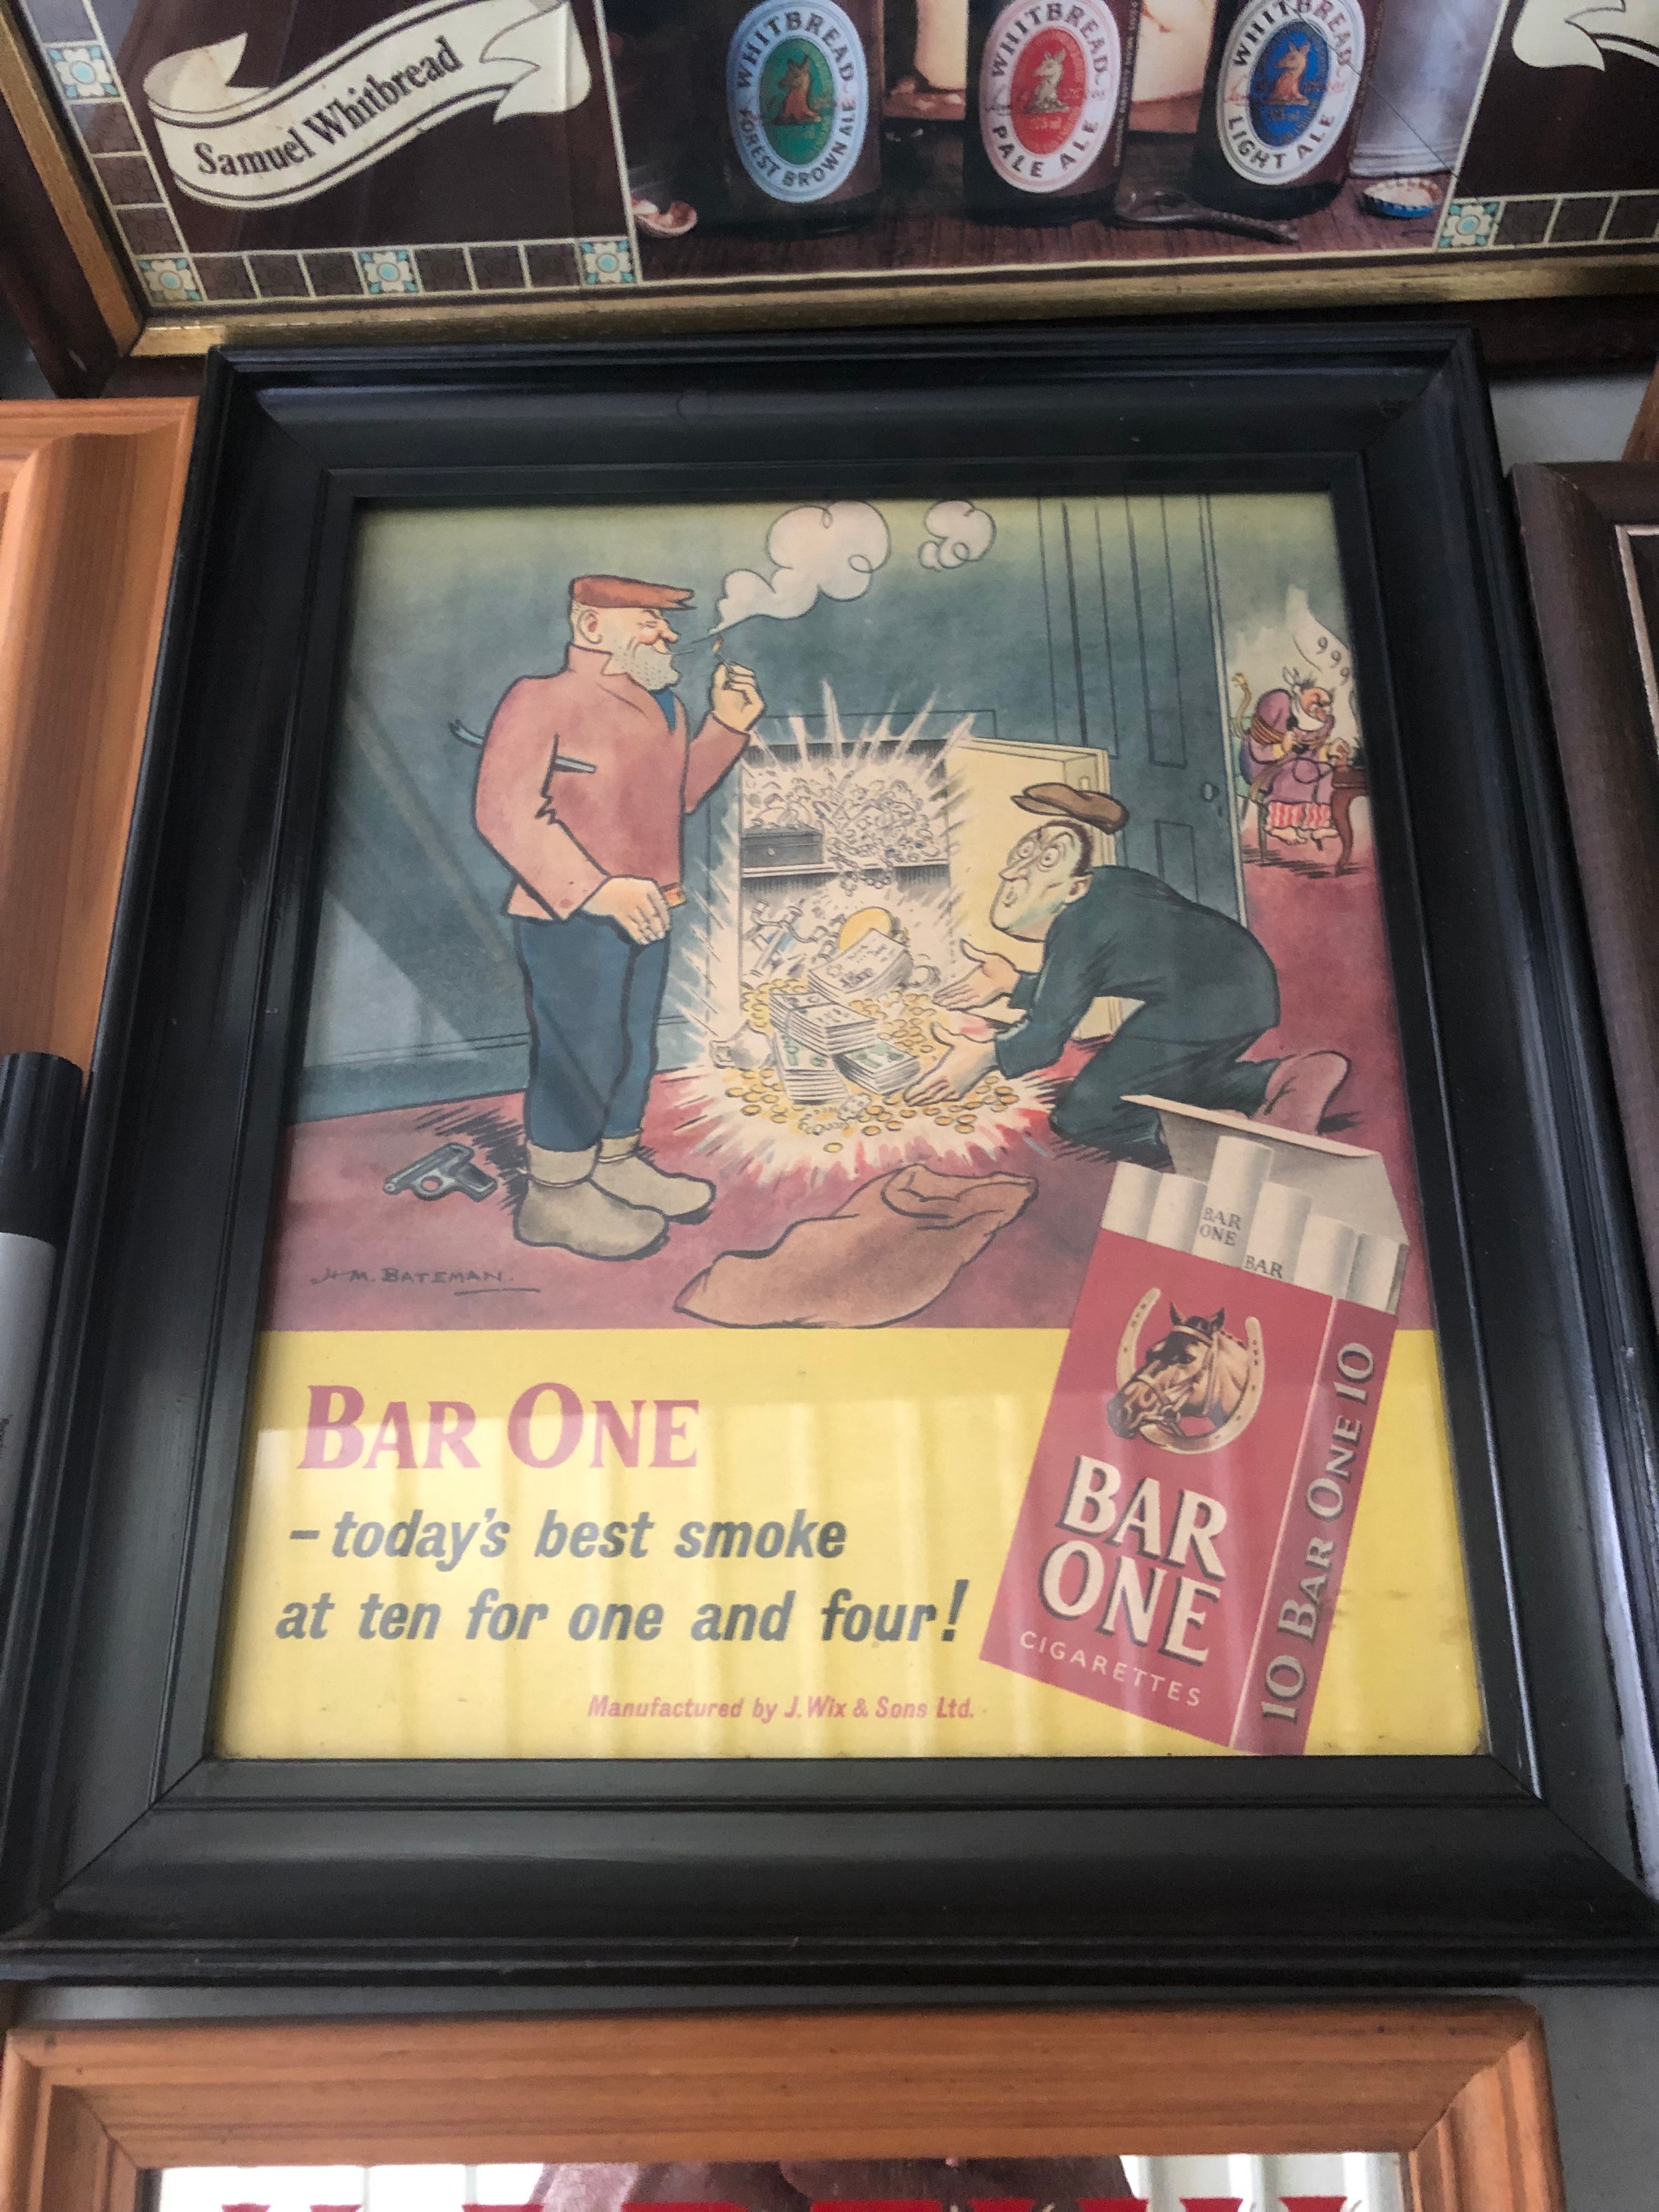 Samuel Whitbread
WHITBREAD
FOREST BROWN ALE
WHITBREAD
PALE ALE
WHITBREAD
LIGHT ALE
999
H.M. BATEMAN.
BAR
ONE
BAR
BAR ONE
– today's best smoke
at ten for one and four!
Manufactured by J. Wix & Sons Ltd.
BAR
ONE
CIGARETTES
10 BAR ONE 10